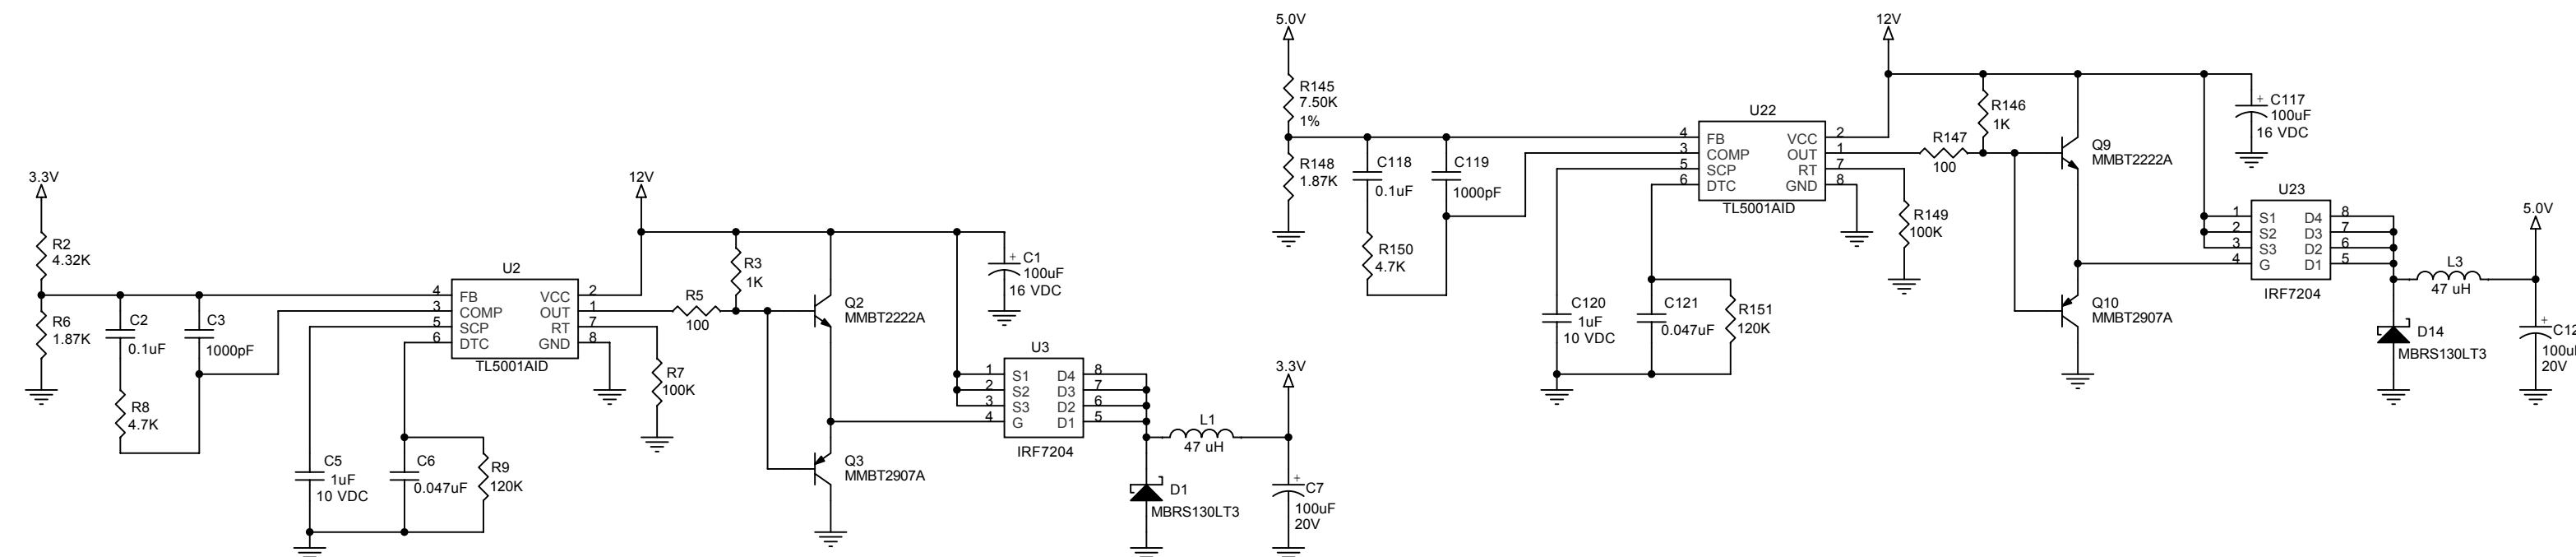 3.3V
R2
4.32K
R6
1.87K
C2
0.1uF
C3
1000pF
R8
4.7K
U2
4 FB VCC 2
3 COMP OUT 1
5 SCP RT 7
6 DTC GND 8
TL5001AID
C5
1uF
10 VDC
C6
0.047uF
R9
120K
12V
R3
1K
R5
100
R7
100K
Q2
MMBT2222A
Q3
MMBT2907A
+ C1
100uF
16 VDC
U3
1 S1 D4 8
2 S2 D3 7
3 S3 D2 6
4 G D1 5
IRF7204
L1
47 uH
D1
MBRS130LT3
3.3V
+
C7
100uF
20V
5.0V
R145
7.50K
1%
R148
1.87K
C118
0.1uF
C119
1000pF
R150
4.7K
U22
4 FB VCC 2
3 COMP OUT 1
5 SCP RT 7
6 DTC GND 8
TL5001AID
C120
1uF
10 VDC
C121
0.047uF
R151
120K
12V
R146
1K
R147
100
R149
100K
Q9
MMBT2222A
Q10
MMBT2907A
+ C117
100uF
16 VDC
U23
1 S1 D4 8
2 S2 D3 7
3 S3 D2 6
4 G D1 5
IRF7204
L3
47 uH
D14
MBRS130LT3
5.0V
+
20V